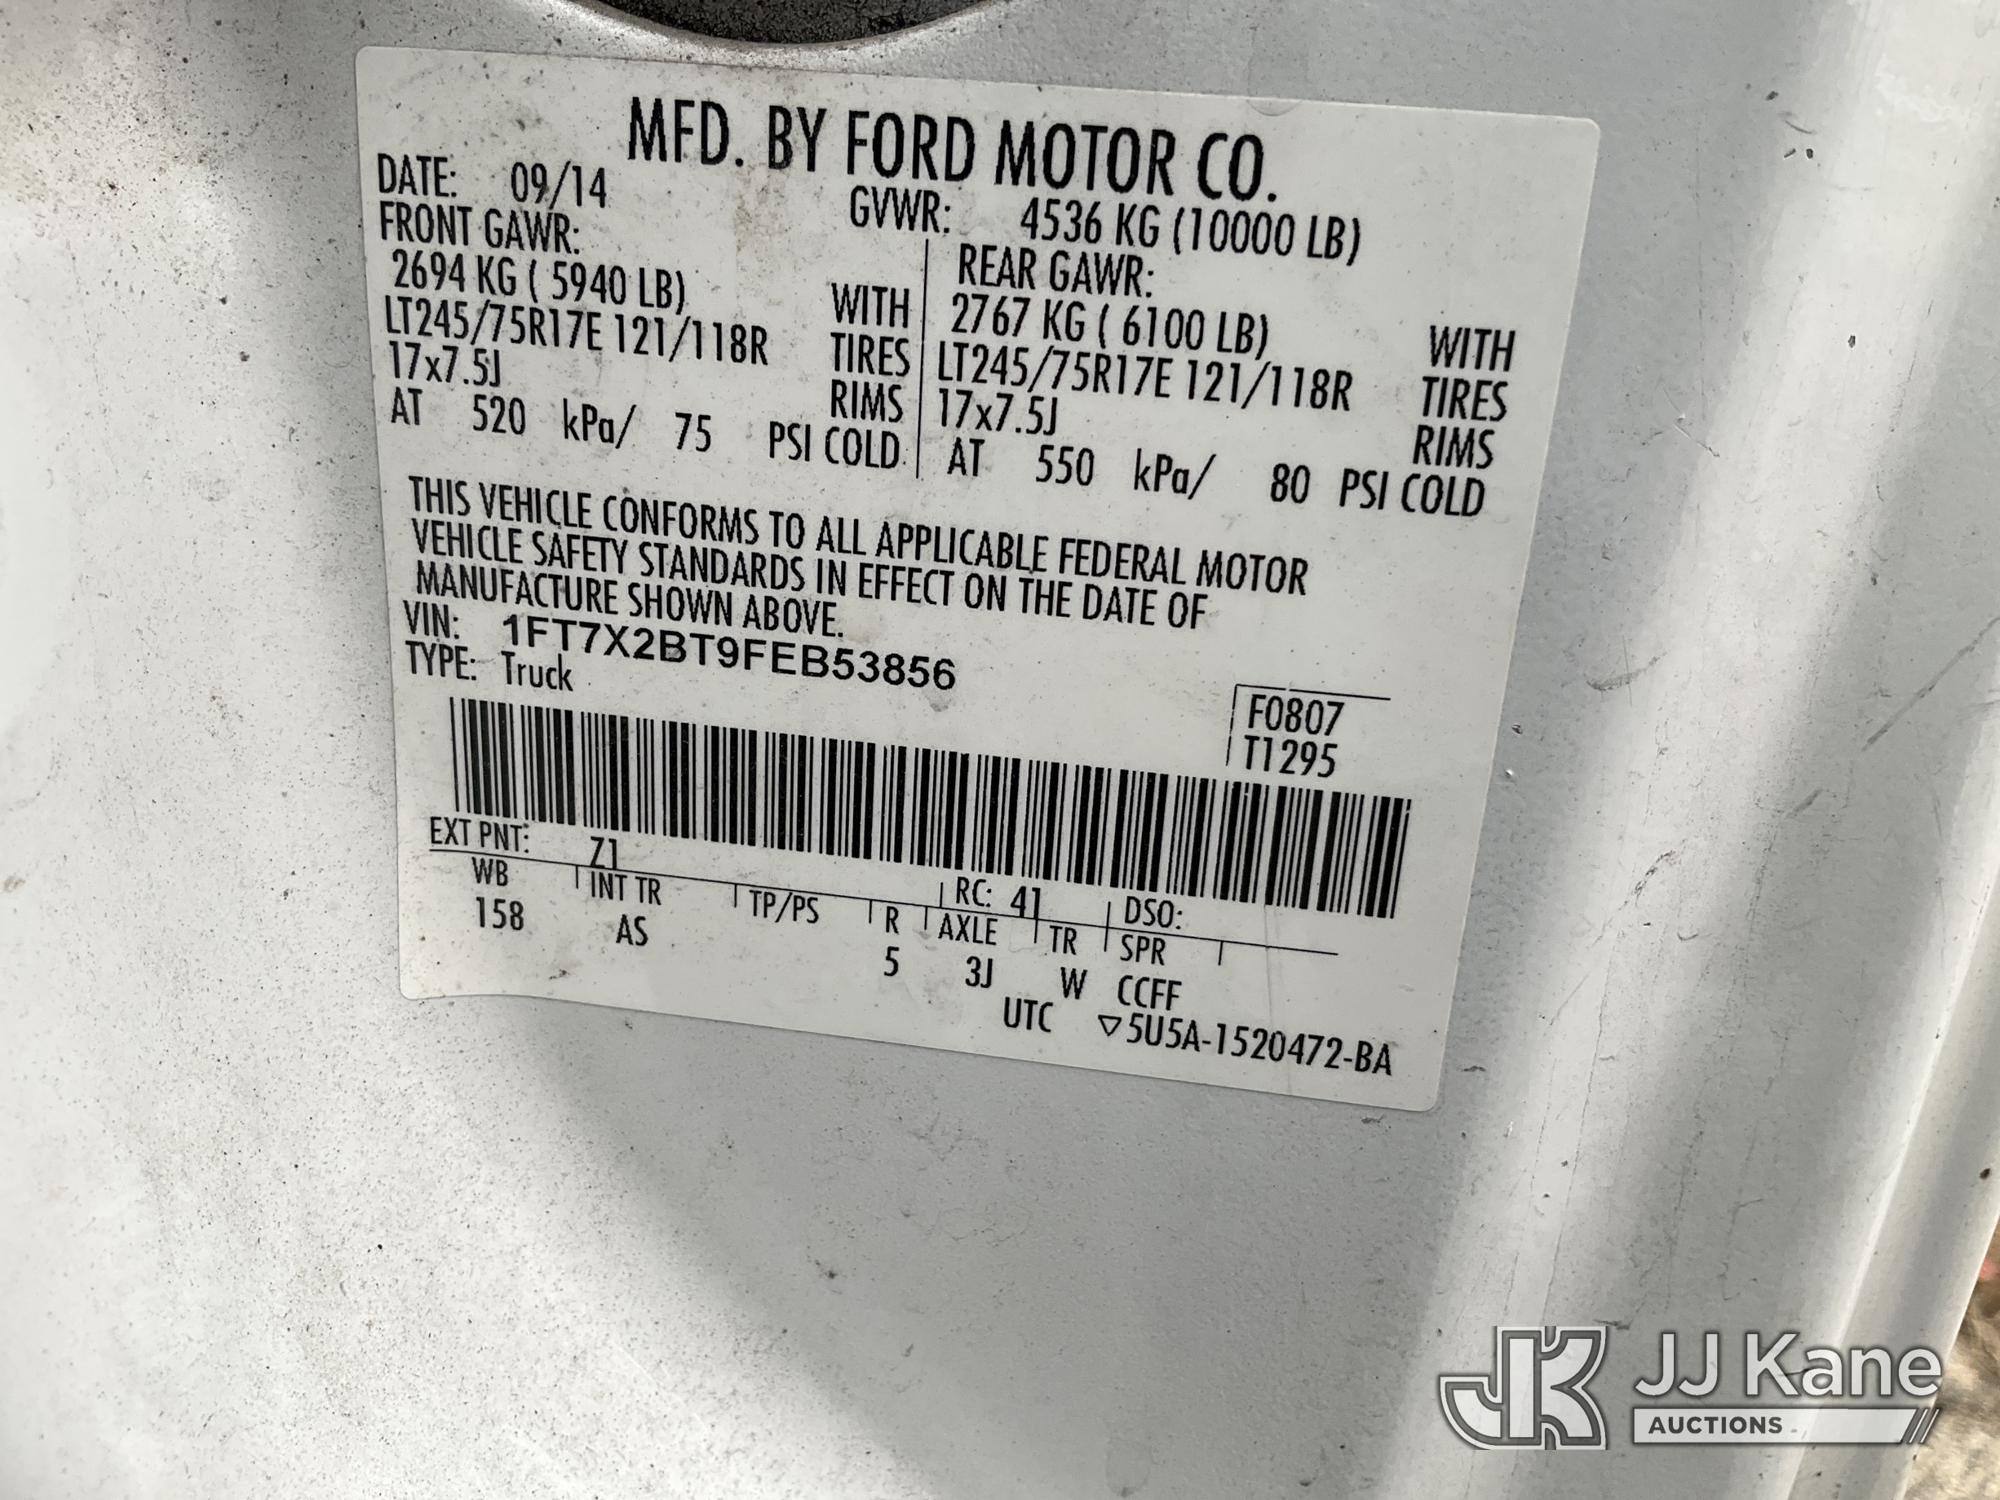 MFD. BY FORD MOTOR CO.
DATE: 09/14 GVWR: 4536 KG (10000 LB)
FRONT GAWR: REAR GAWR:
2694 KG ( 5940 LB) WITH 2767 KG ( 6100 LB) WITH
LT245/75R17E 121/118R TIRES LT245/75R17E 121/118R TIRES
17x7.5J RIMS 17x7.5J RIMS
AT 520 kPa/ 75 PSI COLD AT 550 kPa/ 80 PSI COLD
THIS VEHICLE CONFORMS TO ALL APPLICABLE FEDERAL MOTOR
VEHICLE SAFETY STANDARDS IN EFFECT ON THE DATE OF
MANUFACTURE SHOWN ABOVE.
VIN: 1FT7X2BT9FEB53856
TYPE: Truck
F0807
T1295
EXT PNT: Z1 RC: 41 DSO:
WB INT TR TP/PS R AXLE TR SPR
158 AS 5 3J W CCFF
UTC ▽5U5A-1520472-BA
JK JJ Kane
AUCTIONS